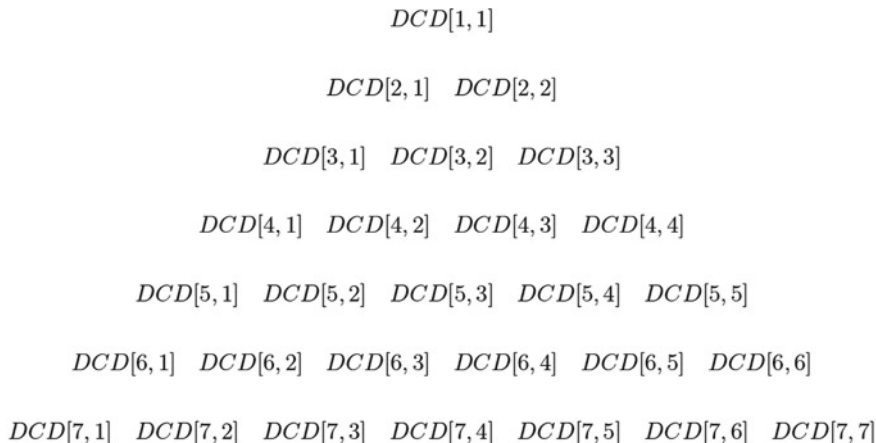 DCD[1, 1]
DCD[2, 1] DCD[2, 2]
DCD[3, 1] DCD[3, 2] DCD[3, 3]
DCD[4, 1] DCD[4, 2] DCD[4, 3] DCD[4, 4]
DCD[5, 1] DCD[5, 2] DCD[5, 3] DCD[5, 4] DCD[5, 5]
DCD[6, 1] DCD[6, 2] DCD[6, 3] DCD[6, 4] DCD[6, 5] DCD[6, 6]
DCD[7, 1] DCD[7, 2] DCD[7, 3] DCD[7, 4] DCD[7, 5] DCD[7, 6] DCD[7, 7]